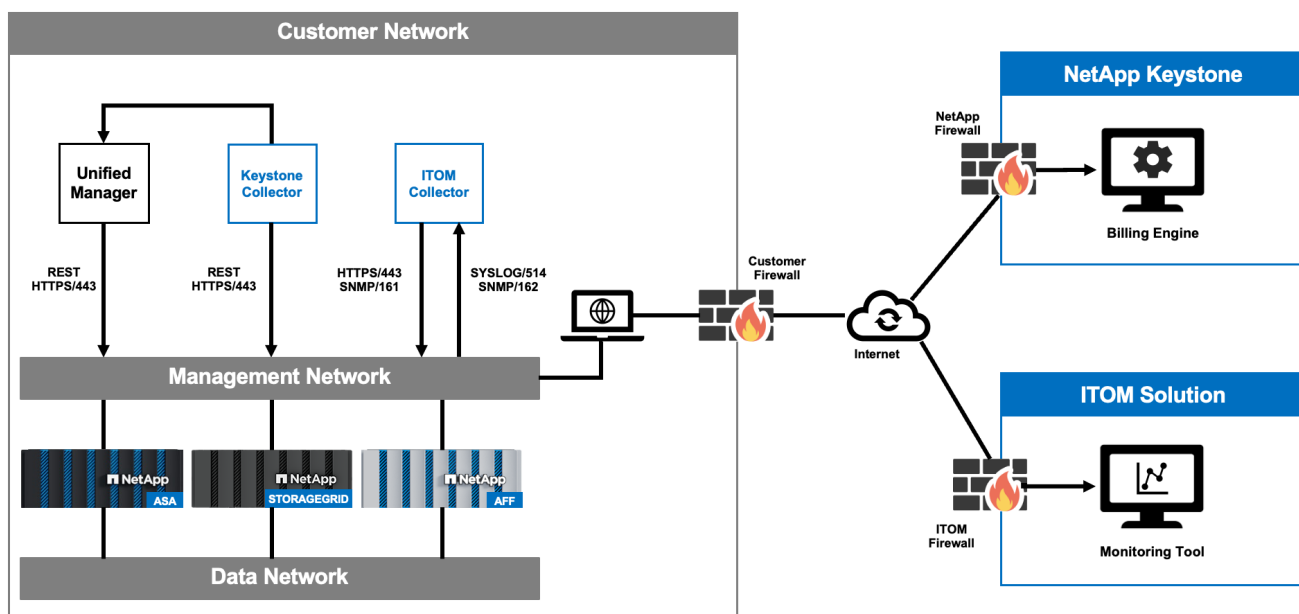 Customer Network
NetApp Keystone
NetApp
Firewall
Unified
Manager
Keystone
Collector
ITOM
Collector
Billing Engine
REST
HTTPS/443
REST
HTTPS/443
HTTPS/443
SNMP/161
SYSLOG/514
SNMP/162
Customer
Firewall
Internet
Management Network
ITOM Solution
NetApp
ASA
NetApp
STORAGEGRID
NetApp
AFF
ITOM
Firewall
Monitoring Tool
Data Network